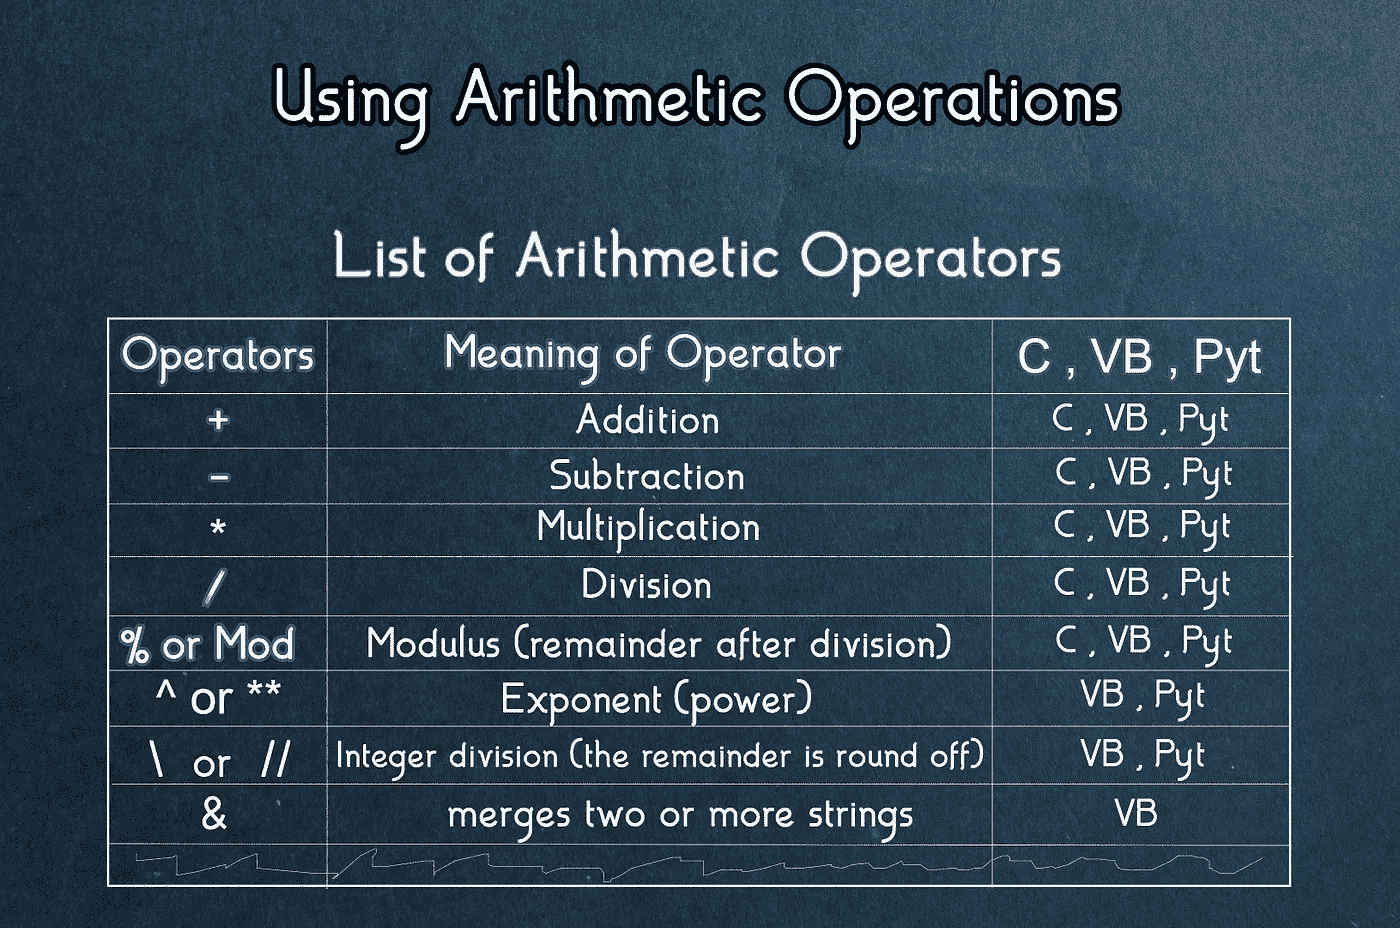 Using Arithmetic Operations
List of Arithmetic Operators
Operators Meaning of Operator C , VB , Pyt
+ Addition C , VB , Pyt
- Subtraction C , VB , Pyt
* Multiplication C , VB , Pyt
/ Division C , VB , Pyt
% or Mod Modulus (remainder after division) C , VB , Pyt
^ or ** Exponent (power) VB , Pyt
\ or // Integer division (the remainder is round off) VB , Pyt
& merges two or more strings VB